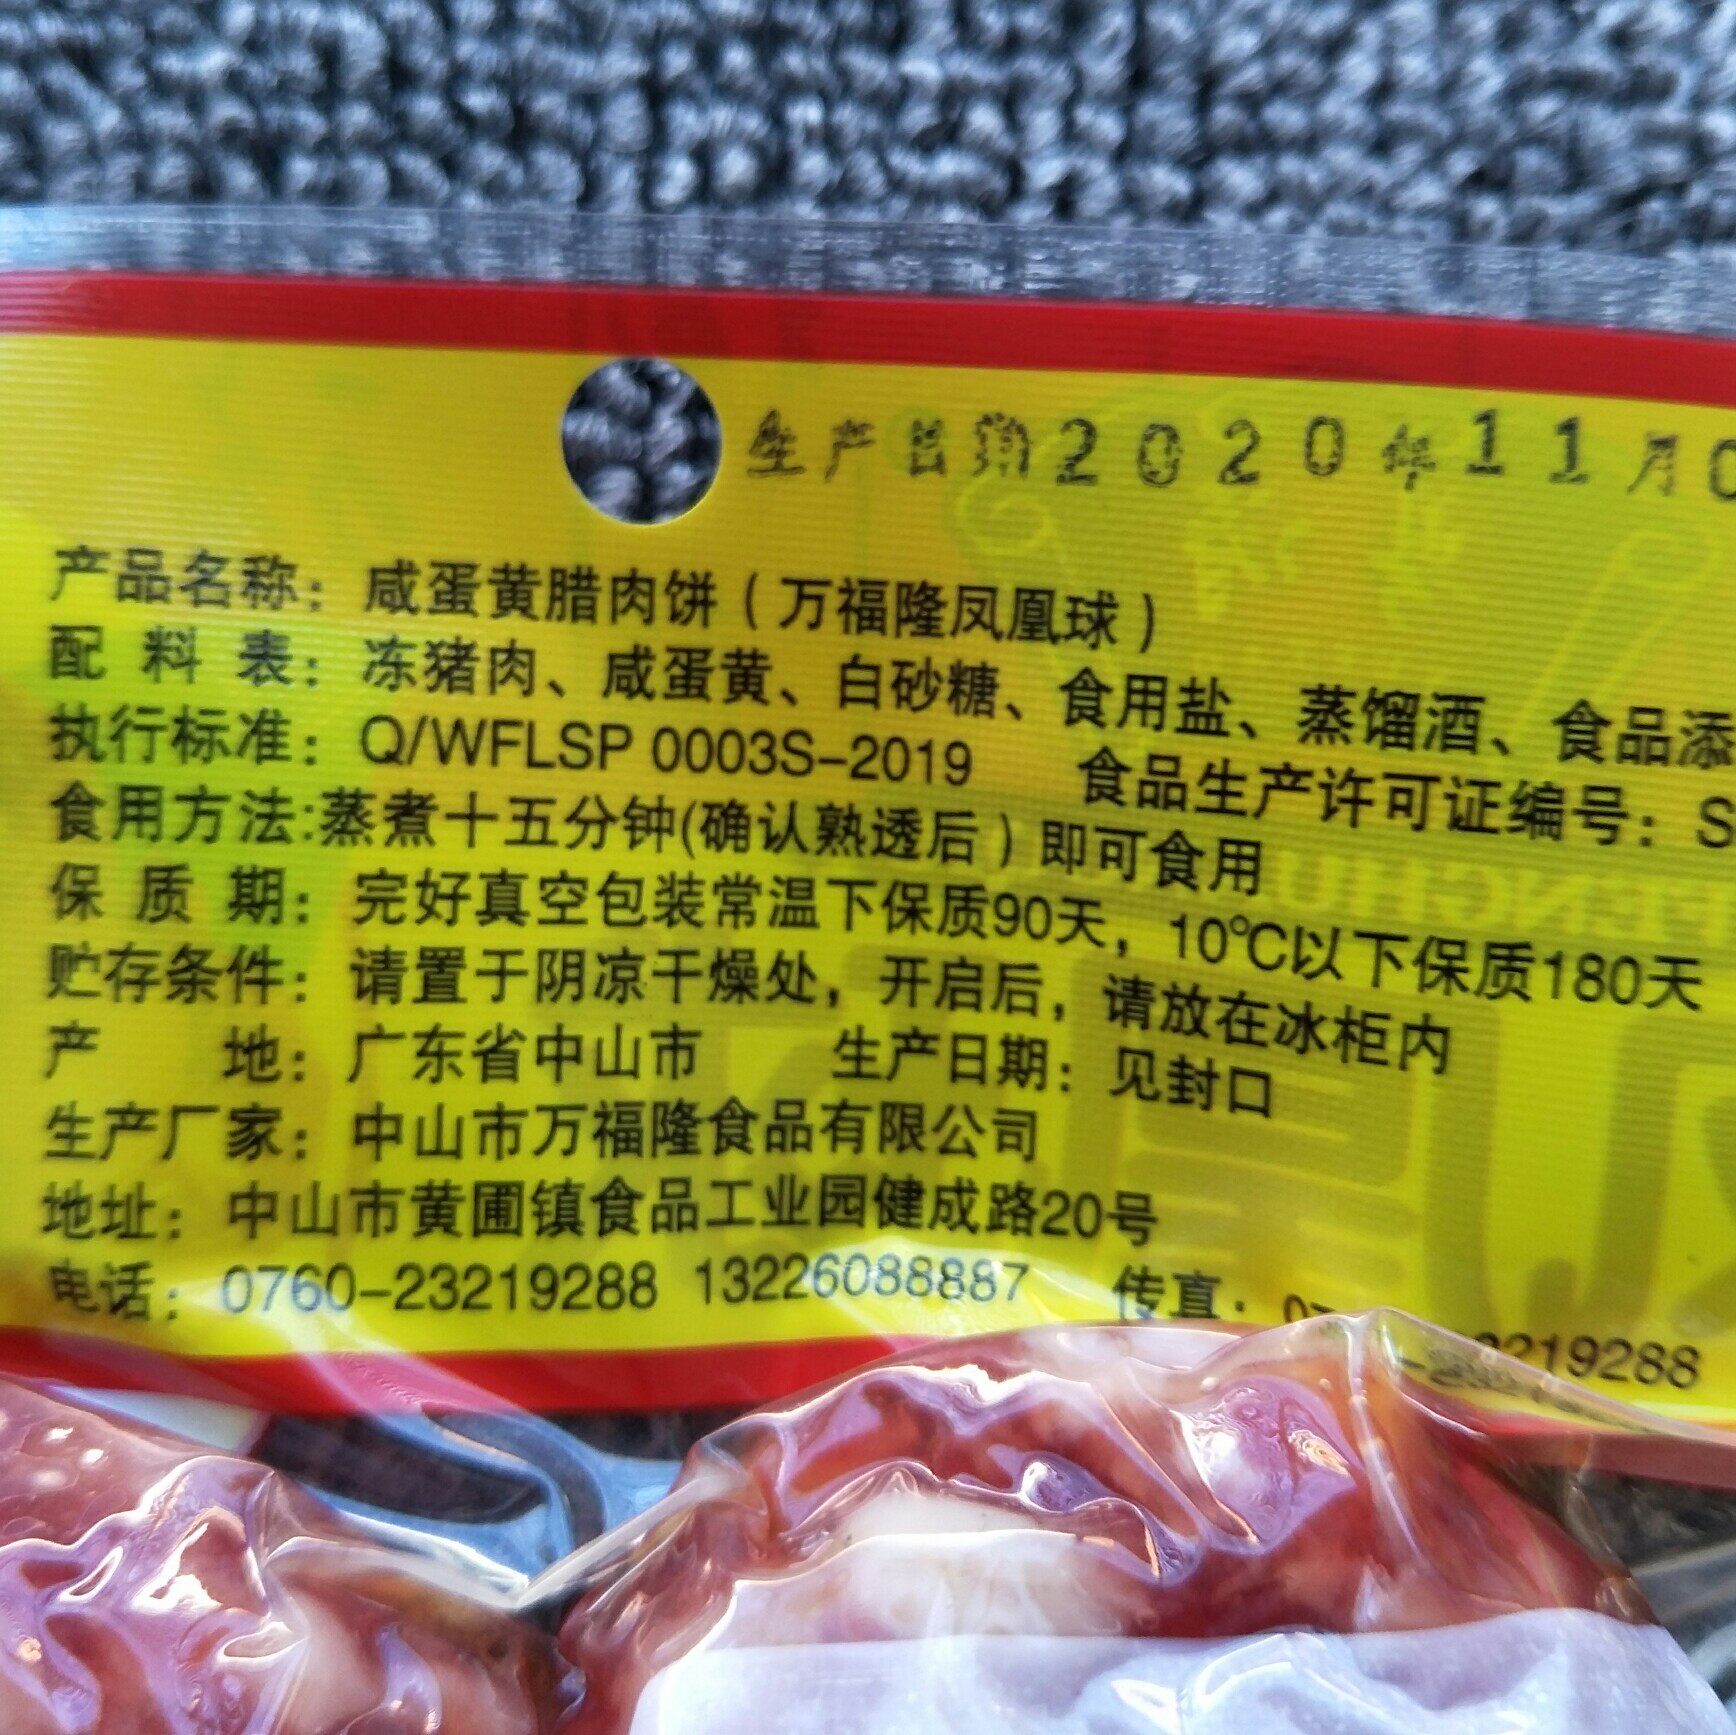 生产日期2020年11月0
产品名称：咸蛋黄腊肉饼（万福隆凤凰球）
配料表：冻猪肉、咸蛋黄、白砂糖、食用盐、蒸馏酒、食品添
执行标准：Q/WFLSP 0003S-2019 食品生产许可证编号：S
食用方法:蒸煮十五分钟(确认熟透后）即可食用
保质期：完好真空包装常温下保质90天，10℃以下保质180天
贮存条件：请置于阴凉干燥处，开启后，请放在冰柜内
产地：广东省中山市 生产日期：见封口
生产厂家：中山市万福隆食品有限公司
地址：中山市黄圃镇食品工业园健成路20号
电话：0760-23219288 13226088887 传真：07 -23219288